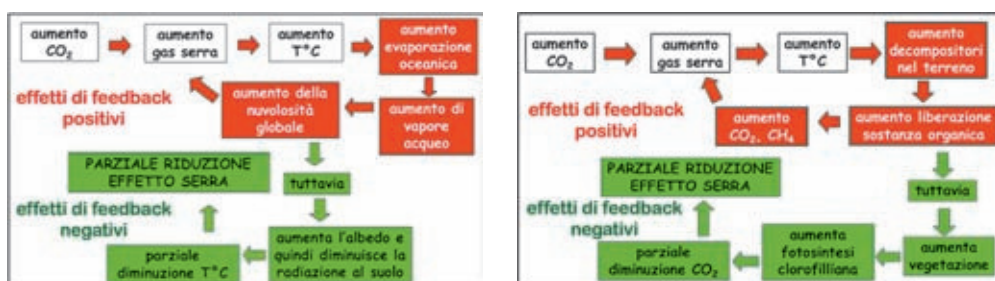 aumento
CO₂
aumento
gas serra
aumento
T°C
aumento
evaporazione
oceanica
effetti di feedback
positivi
aumento della
nuvolosità
globale
aumento di
vapore
acqueo
PARZIALE RIDUZIONE
EFFETTO SERRA
tuttavia
effetti di feedback
negativi
parziale
diminuzione T°C
aumenta l'albedo e
quindi diminuisce la
radiazione al suolo
aumento
CO₂
aumento
gas serra
aumento
T°C
aumento
decompositori
nel terreno
effetti di feedback
positivi
aumento
CO₂, CH₄
aumento liberazione
sostanza organica
PARZIALE RIDUZIONE
EFFETTO SERRA
tuttavia
effetti di feedback
negativi
parziale
diminuzione CO₂
aumenta
fotosintesi
clorofilliana
aumenta
vegetazione